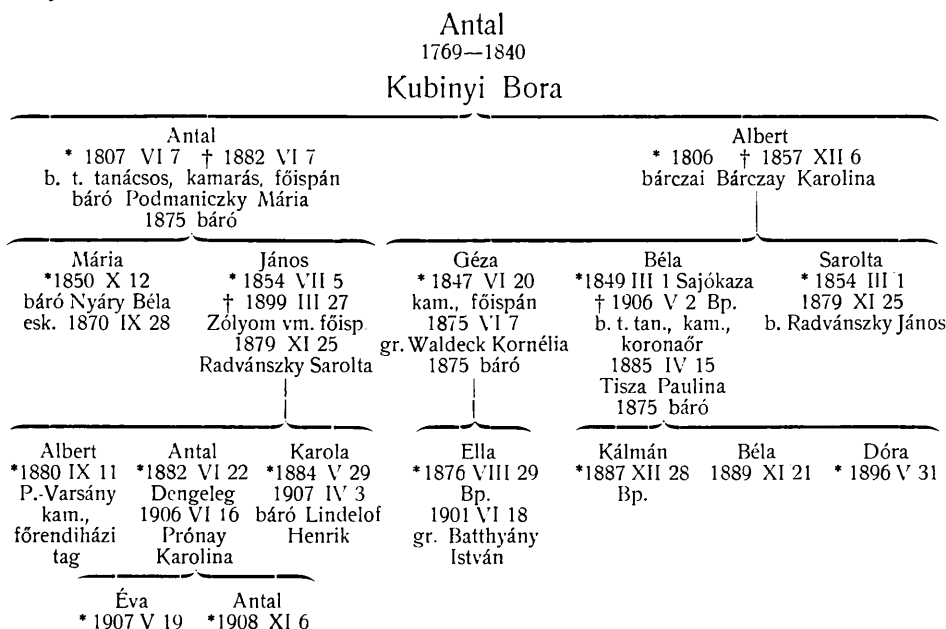 Antal
1769—1840
Kubinyi Bora
Antal
* 1807 VI 7 † 1882 VI 7
b. t. tanácsos, kamarás, főispán
báró Podmaniczky Mária
1875 báró
Albert
* 1806 † 1857 XII 6
bárczai Bárczay Karolina
Mária
*1850 X 12
báró Nyáry Béla
esk. 1870 IX 28
János
* 1854 VII 5
† 1899 III 27
Zólyom vm. főisp.
1879 XI 25
Radvánszky Sarolta
Géza
* 1847 VI 20
kam., főispán
1875 VI 7
gr. Waldeck Kornélia
1875 báró
Béla
*1849 III 1 Sajókaza
† 1906 V 2 Bp.
b. t. tan., kam.,
koronaőr
1885 IV 15
Tisza Paulina
1875 báró
Sarolta
* 1854 III 1
1879 XI 25
b. Radvánszky János
Albert
*1880 IX 11
P.-Varsány
kam.,
főrendiházi
tag
Antal
*1882 VI 22
Dengeleg
1906 VI 16
Prónay
Karolina
Karola
*1884 V 29
1907 IV 3
báró Lindelof
Henrik
Ella
*1876 VIII 29
Bp.
1901 VI 18
gr. Batthyány
István
Kálmán
*1887 XII 28
Bp.
Béla
1889 XI 21
Dóra
* 1896 V 31
Éva
* 1907 V 19
Antal
*1908 XI 6